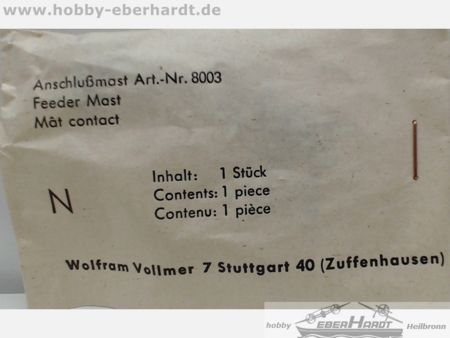 www.hobby-eberhardt.de
Anschlußmast Art.-Nr. 8003
Feeder Mast
Mât contact
N
Inhalt: 1 Stück
Contents: 1 piece
Contenu: 1 pièce
Wolfram Vollmer 7 Stuttgart 40 (Zuffenhausen)
hobby EBERHARDT Heilbronn